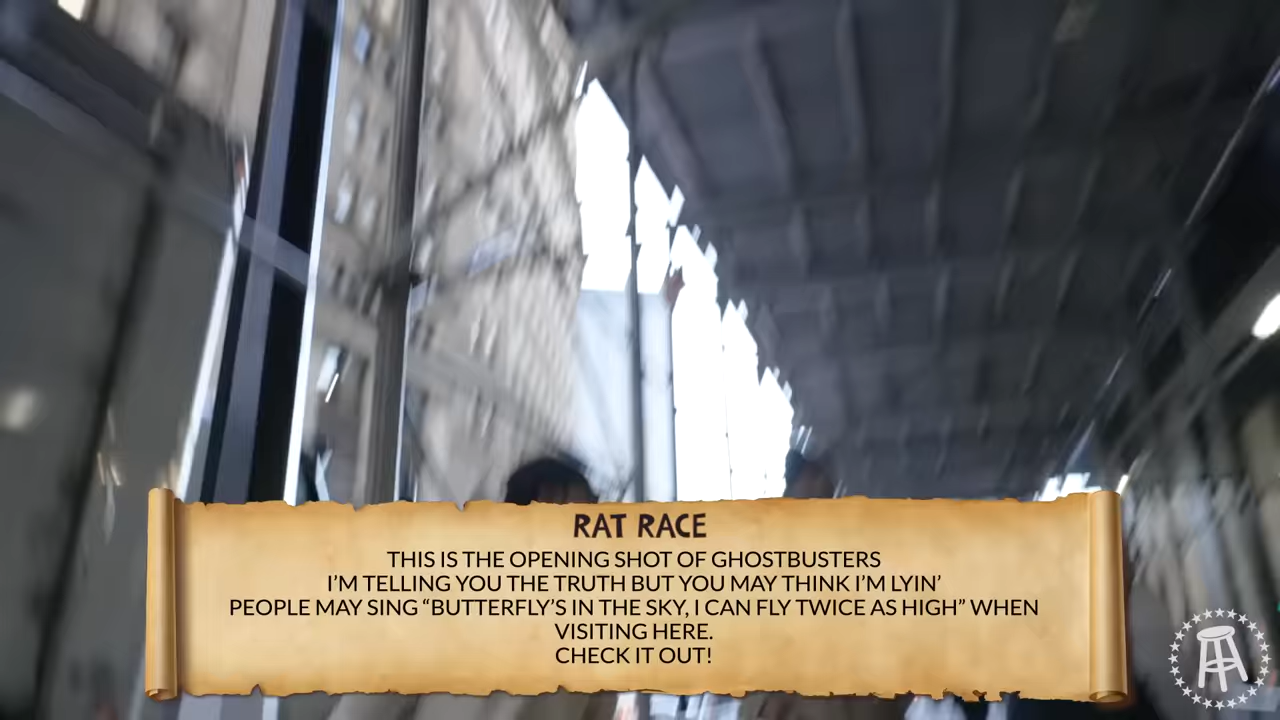 RAT RACE
THIS IS THE OPENING SHOT OF GHOSTBUSTERS
I'M TELLING YOU THE TRUTH BUT YOU MAY THINK I'M LYIN'
PEOPLE MAY SING “BUTTERFLY'S IN THE SKY, I CAN FLY TWICE AS HIGH” WHEN
VISITING HERE.
CHECK IT OUT!